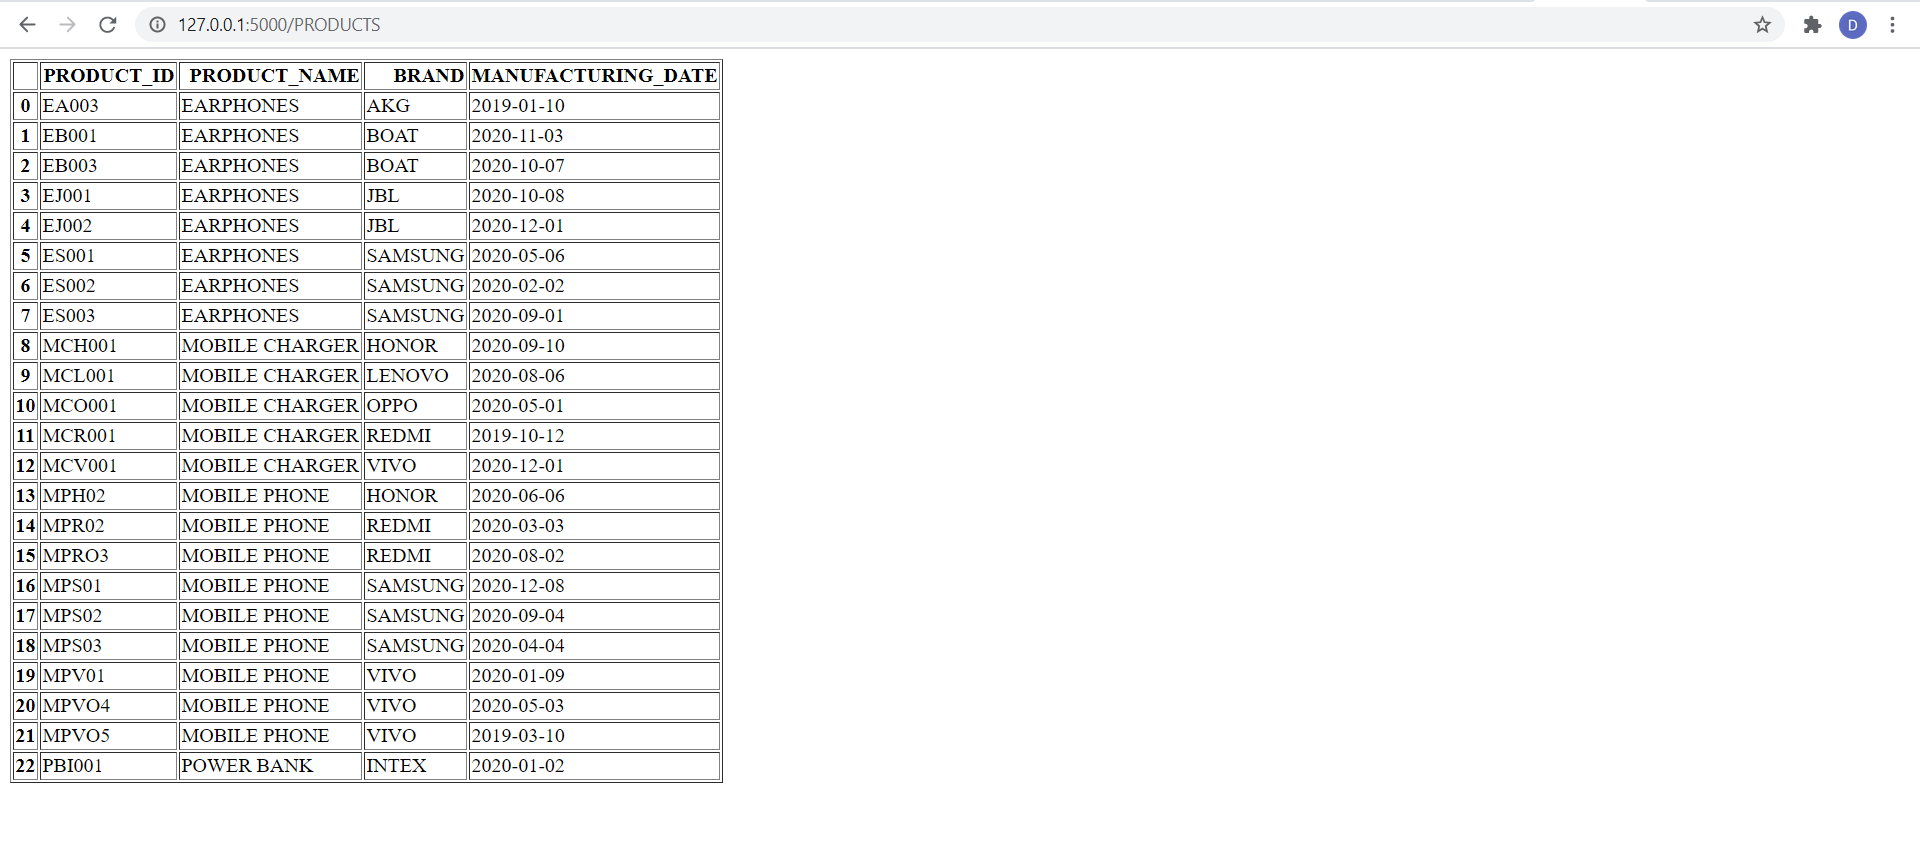 127.0.0.1:5000/PRODUCTS
D
PRODUCT_ID PRODUCT_NAME BRAND MANUFACTURING_DATE
0 EA003 EARPHONES AKG 2019-01-10
1 EB001 EARPHONES BOAT 2020-11-03
2 EB003 EARPHONES BOAT 2020-10-07
3 EJ001 EARPHONES JBL 2020-10-08
4 EJ002 EARPHONES JBL 2020-12-01
5 ES001 EARPHONES SAMSUNG 2020-05-06
6 ES002 EARPHONES SAMSUNG 2020-02-02
7 ES003 EARPHONES SAMSUNG 2020-09-01
8 MCH001 MOBILE CHARGER HONOR 2020-09-10
9 MCL001 MOBILE CHARGER LENOVO 2020-08-06
10 MCO001 MOBILE CHARGER OPPO 2020-05-01
11 MCR001 MOBILE CHARGER REDMI 2019-10-12
12 MCV001 MOBILE CHARGER VIVO 2020-12-01
13 MPH02 MOBILE PHONE HONOR 2020-06-06
14 MPR02 MOBILE PHONE REDMI 2020-03-03
15 MPRO3 MOBILE PHONE REDMI 2020-08-02
16 MPS01 MOBILE PHONE SAMSUNG 2020-12-08
17 MPS02 MOBILE PHONE SAMSUNG 2020-09-04
18 MPS03 MOBILE PHONE SAMSUNG 2020-04-04
19 MPV01 MOBILE PHONE VIVO 2020-01-09
20 MPVO4 MOBILE PHONE VIVO 2020-05-03
21 MPVO5 MOBILE PHONE VIVO 2019-03-10
22 PBI001 POWER BANK INTEX 2020-01-02